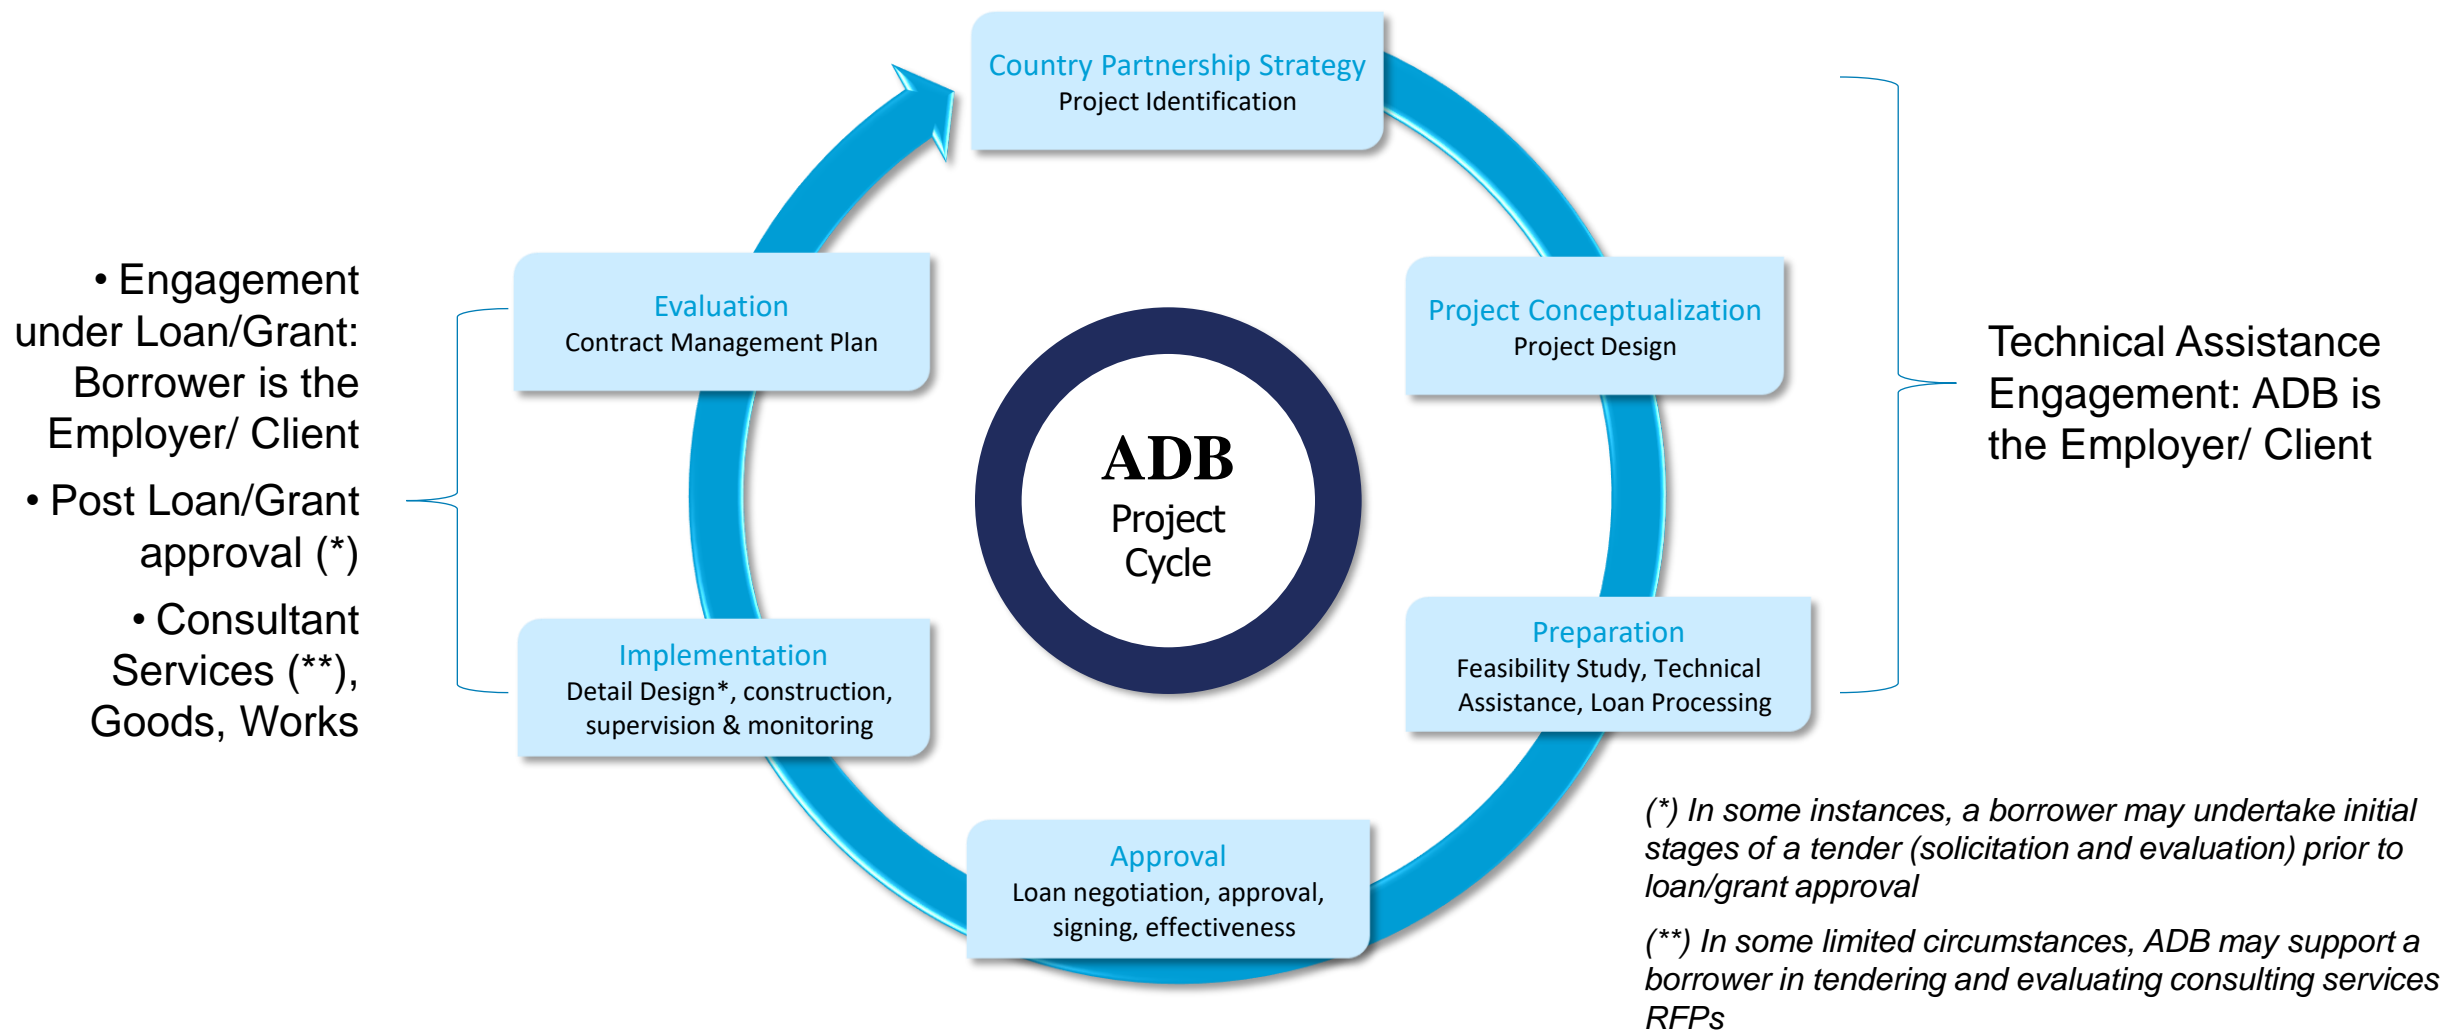 Country Partnership Strategy
Project Identification
Project Conceptualization
Project Design
Preparation
Feasibility Study, Technical
Assistance, Loan Processing
Approval
Loan negotiation, approval,
signing, effectiveness
Implementation
Detail Design*, construction,
supervision & monitoring
Evaluation
Contract Management Plan
ADB
Project
Cycle
• Engagement
under Loan/Grant:
Borrower is the
Employer/ Client
• Post Loan/Grant
approval (*)
• Consultant
Services (**),
Goods, Works
Technical Assistance
Engagement: ADB is
the Employer/ Client
(*) In some instances, a borrower may undertake initial
stages of a tender (solicitation and evaluation) prior to
loan/grant approval
(**) In some limited circumstances, ADB may support a
borrower in tendering and evaluating consulting services
RFPs